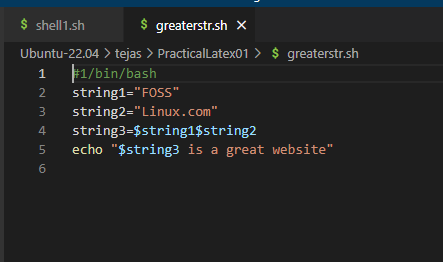 $ shell1.sh $ greaterstr.sh ×
Ubuntu-22.04 > tejas > PracticalLatex01 > $ greaterstr.sh
1 #1/bin/bash
2 string1="FOSS"
3 string2="Linux.com"
4 string3=$string1$string2
5 echo "$string3 is a great website"
6